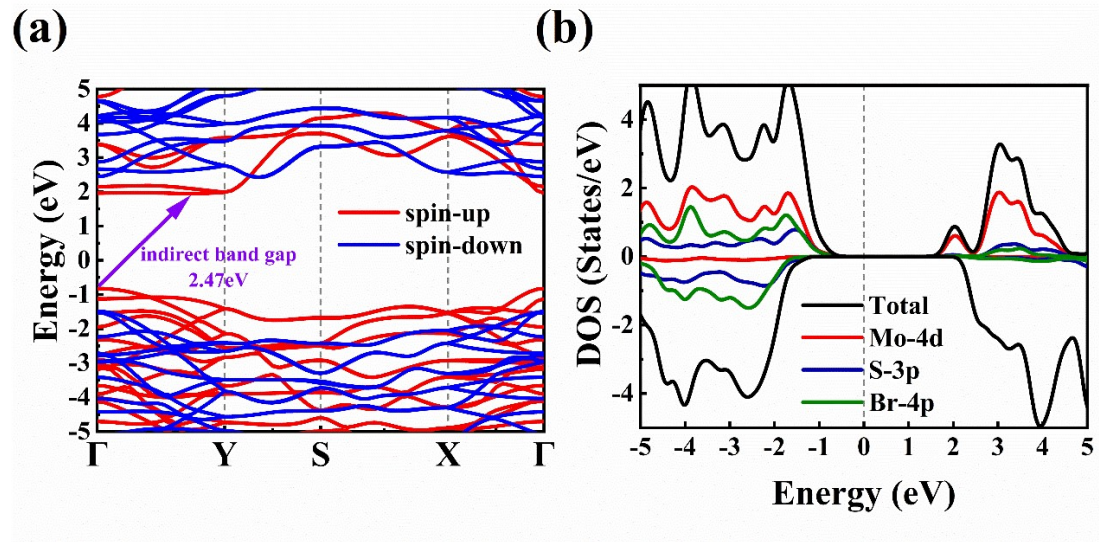 (a)
Energy (eV)
5
4
3
2
1
0
-1
-2
-3
-4
-5
spin-up
spin-down
indirect band gap
2.47eV
Γ Y S X Γ
(b)
DOS (States/eV)
4
2
0
-2
-4
Total
Mo-4d
S-3p
Br-4p
-5 -4 -3 -2 -1 0 1 2 3 4 5
Energy (eV)